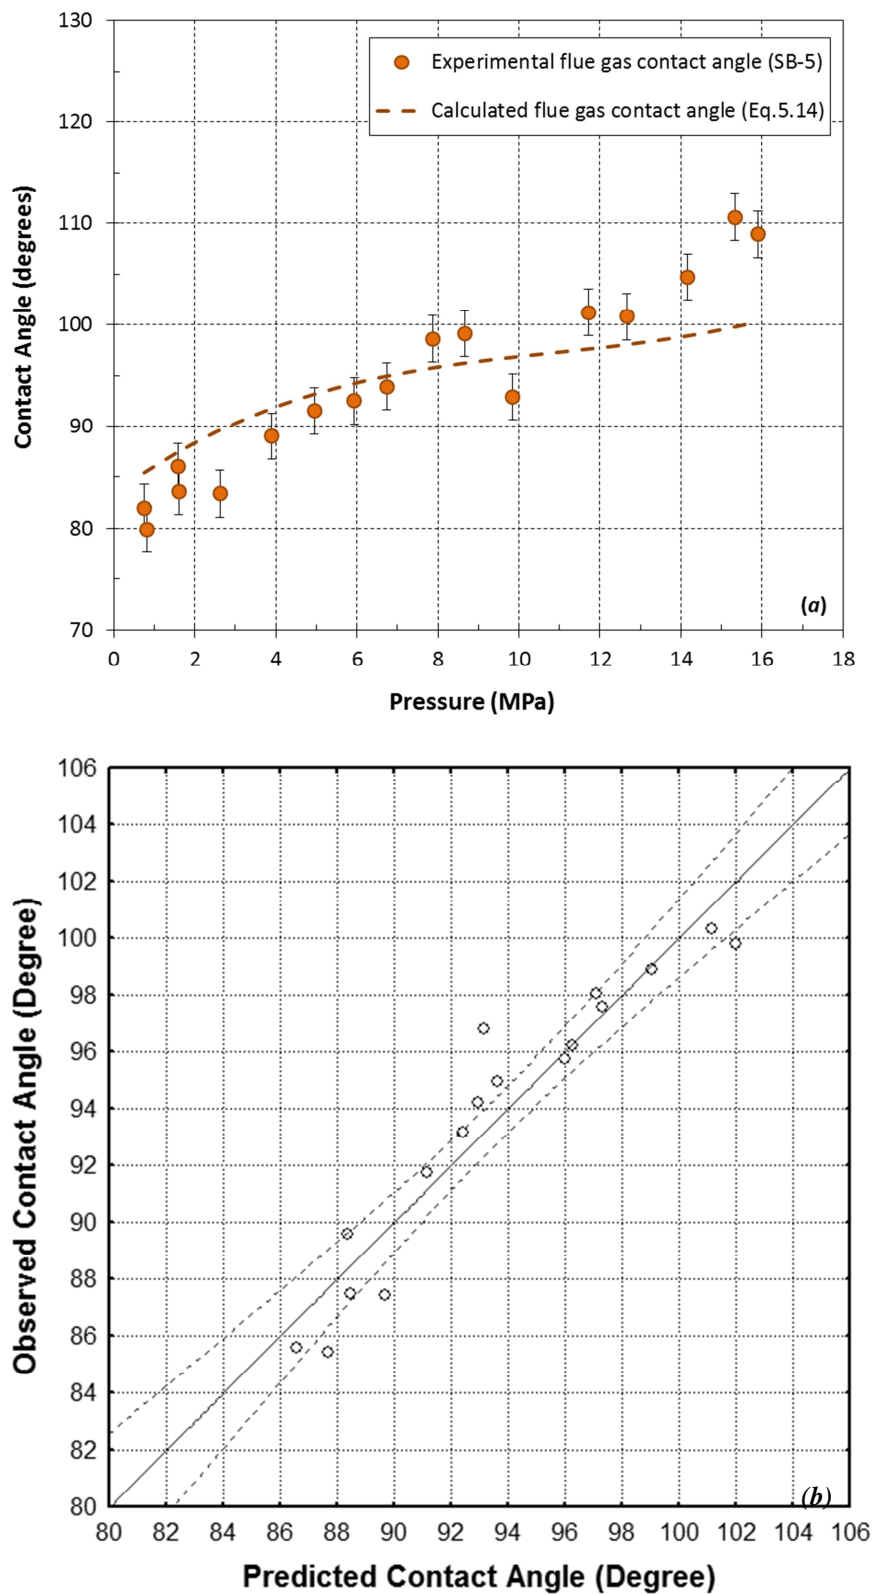 130
120
110
100
90
80
70
Contact Angle (degrees)
Experimental flue gas contact angle (SB-5)
Calculated flue gas contact angle (Eq.5.14)
(a)
0 2 4 6 8 10 12 14 16 18
Pressure (MPa)
106
104
102
100
98
96
94
92
90
88
86
84
82
80
Observed Contact Angle (Degree)
(b)
80 82 84 86 88 90 92 94 96 98 100 102 104 106
Predicted Contact Angle (Degree)